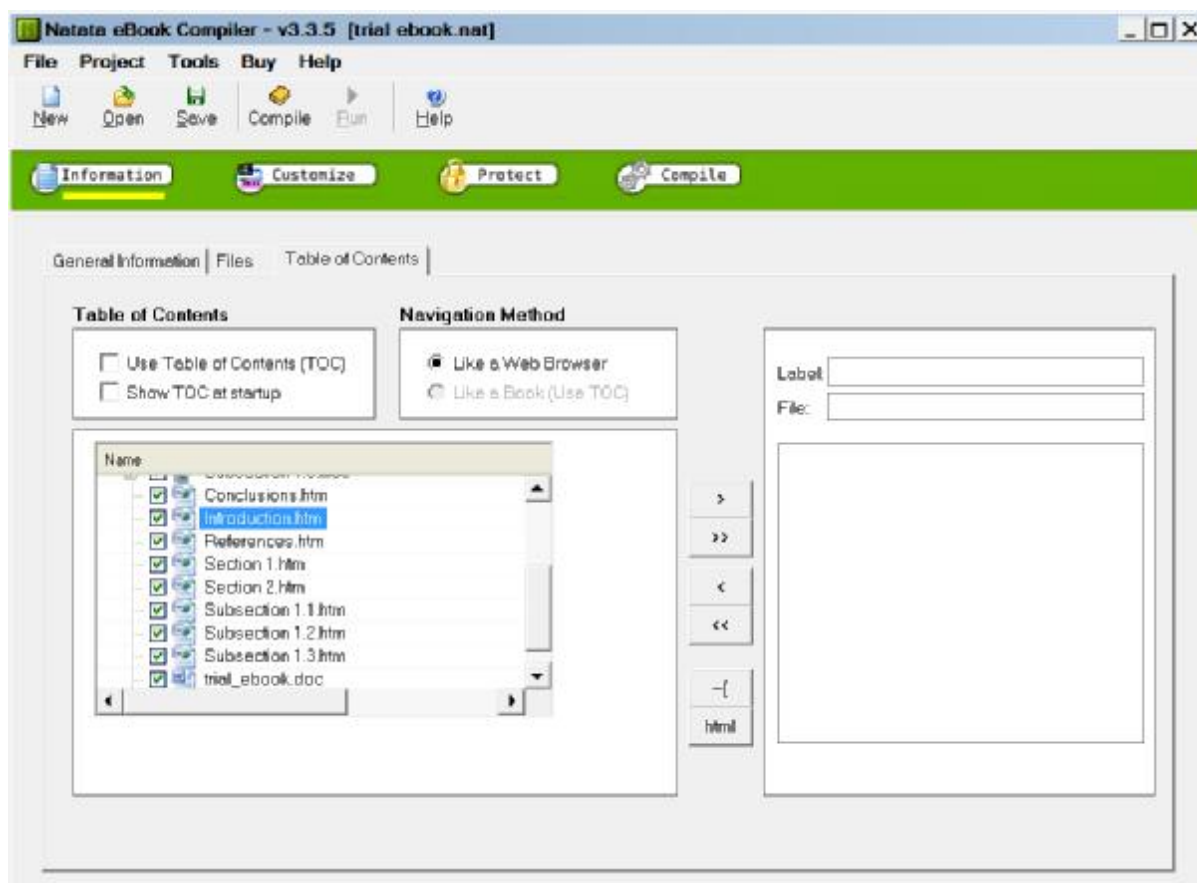 Natata eBook Compiler - v3.3.5 [trial ebook.nat]
File Project Tools Buy Help
New Open Save Compile Run Help
Information Customize Protect Compile
General Information Files Table of Contents
Table of Contents Navigation Method
Use Table of Contents (TOC) Like a Web Browser
Show TOC at startup Like a Book (Use TOC)
Label:
File:
Name
Conclusions.htm
Introduction.htm
References.htm
Section 1.htm
Section 2.htm
Subsection 1.1.htm
Subsection 1.2.htm
Subsection 1.3.htm
trial_ebook.doc
>
>>
<
<<
-[
html